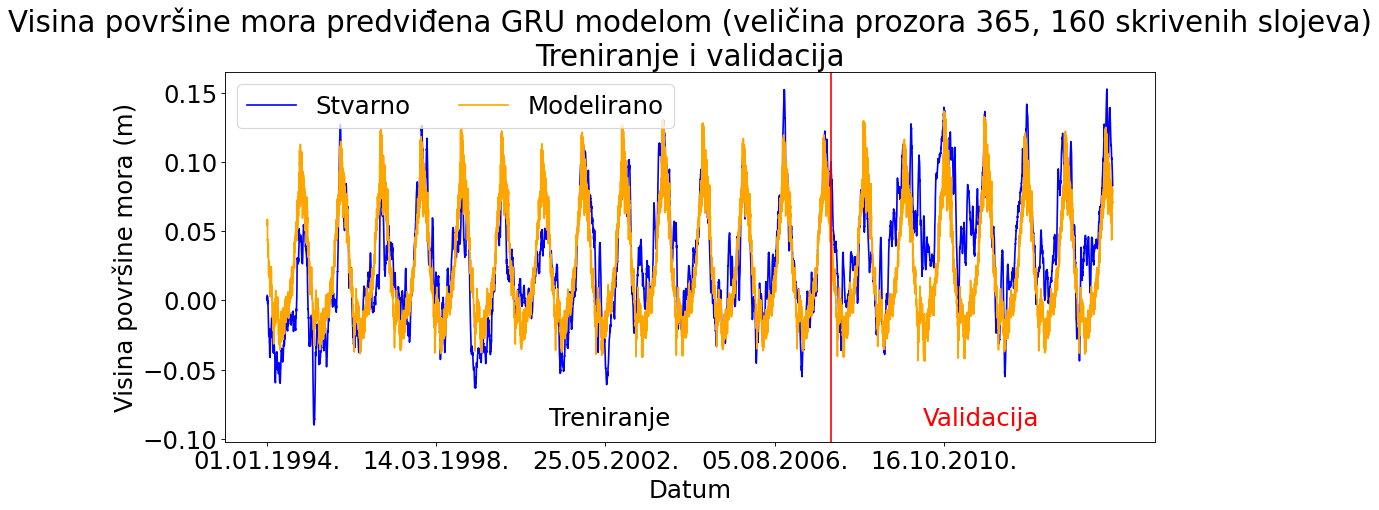 Visina površine mora predviđena GRU modelom (veličina prozora 365, 160 skrivenih slojeva)
Treniranje i validacija
Stvarno
Modelirano
Visina površine mora (m)
0.15
0.10
0.05
0.00
−0.05
−0.10
Treniranje
Validacija
01.01.1994.
14.03.1998.
25.05.2002.
05.08.2006.
16.10.2010.
Datum